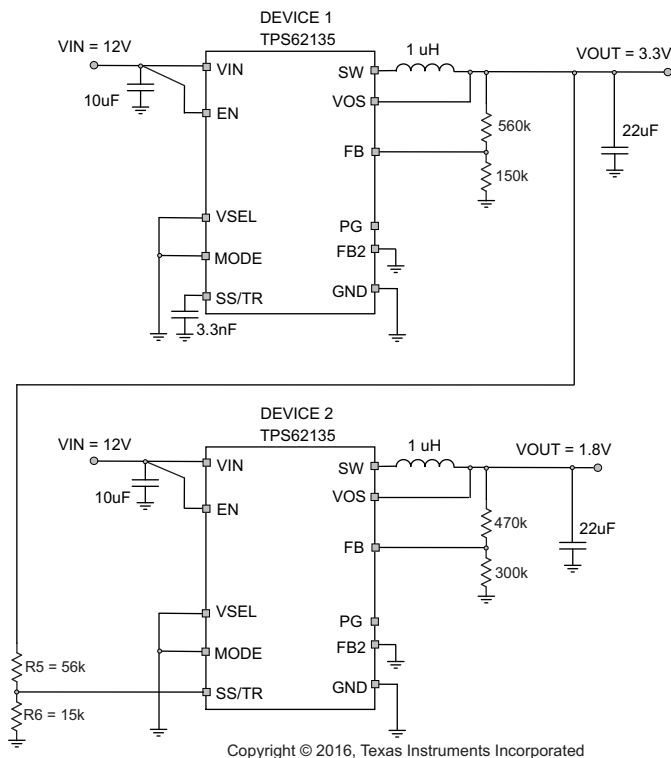 DEVICE 1
TPS62135
VIN = 12V
VIN
SW
1 uH
VOUT = 3.3V
10uF
EN
VOS
560k
22uF
FB
150k
VSEL
PG
MODE
FB2
SS/TR
GND
3.3nF
DEVICE 2
TPS62135
VIN = 12V
VIN
SW
1 uH
VOUT = 1.8V
10uF
EN
VOS
470k
22uF
FB
300k
VSEL
PG
MODE
FB2
R5 = 56k
SS/TR
GND
R6 = 15k
Copyright © 2016, Texas Instruments Incorporated